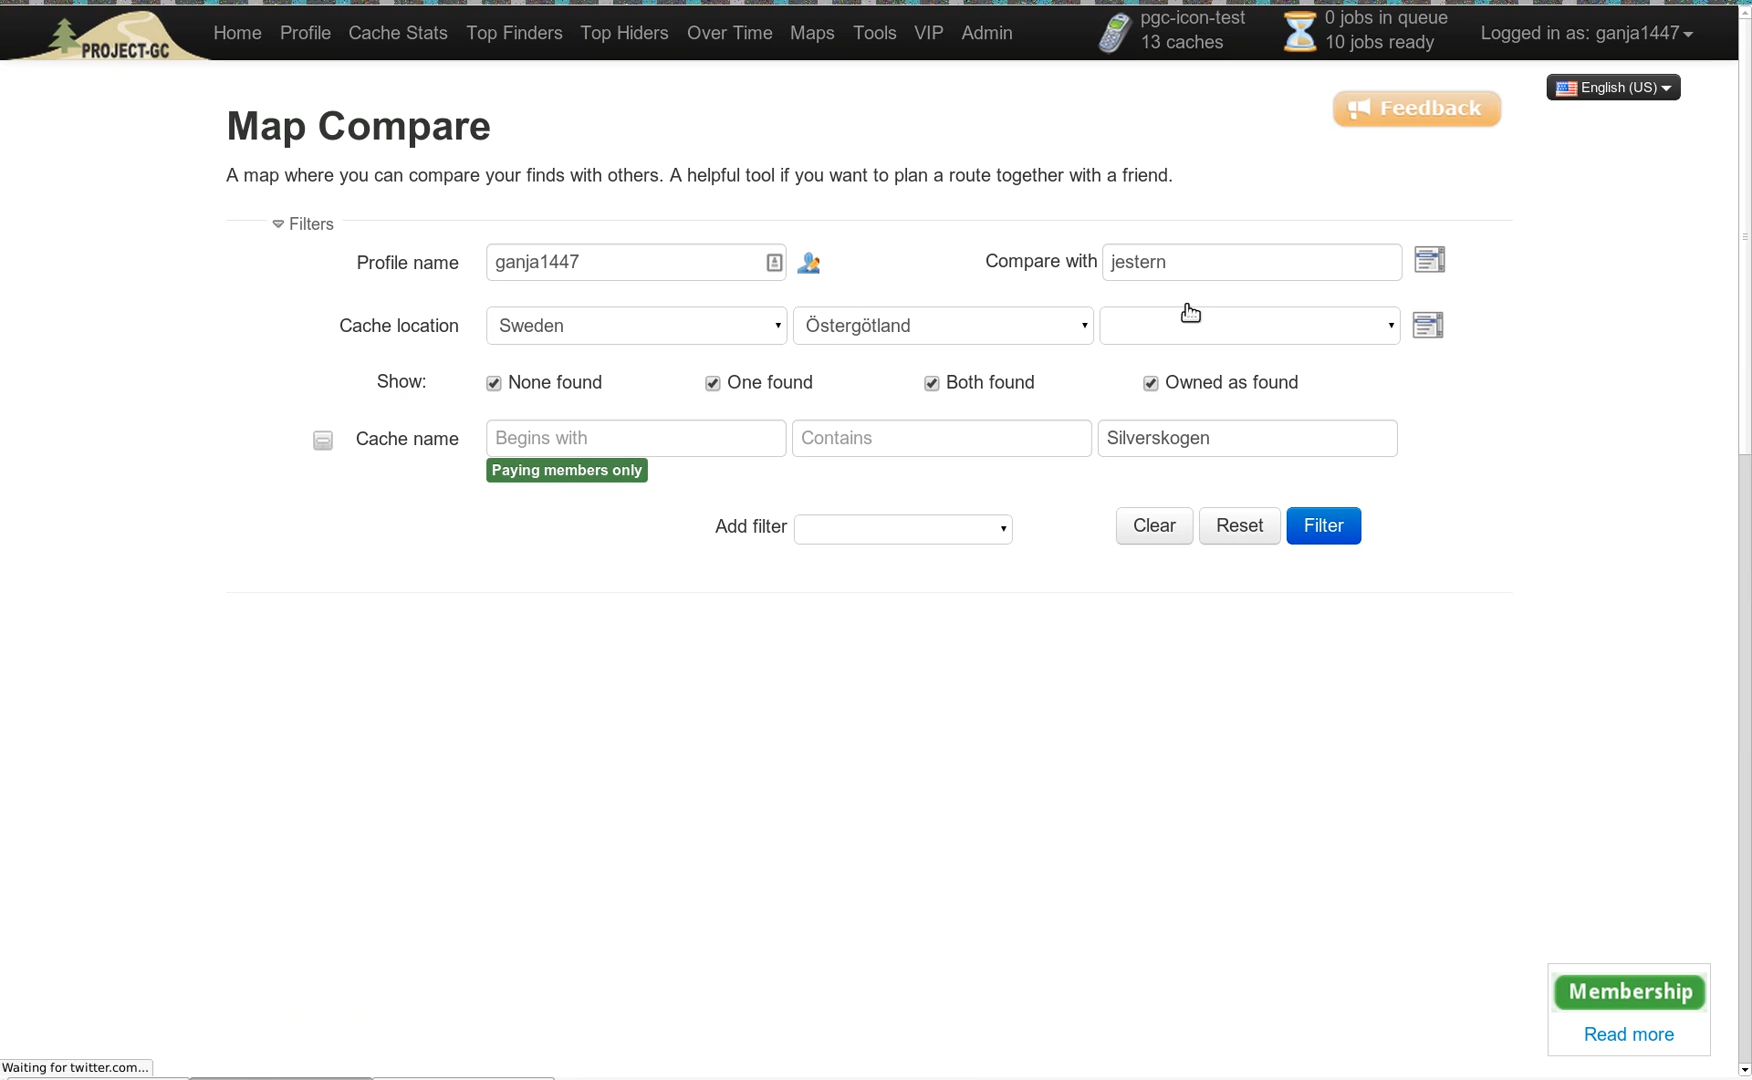 PROJECT-GC Home Profile Cache Stats Top Finders Top Hiders Over Time Maps Tools VIP Admin
pgc-icon-test
13 caches
0 jobs in queue
10 jobs ready
Logged in as: ganja1447
English (US)
Feedback
Map Compare
A map where you can compare your finds with others. A helpful tool if you want to plan a route together with a friend.
Filters
Profile name ganja1447 Compare with jestern
Cache location Sweden Östergötland
Show: None found One found Both found Owned as found
Cache name Begins with Contains Silverskogen
Paying members only
Add filter Clear Reset Filter
Membership
Read more
Waiting for twitter.com...